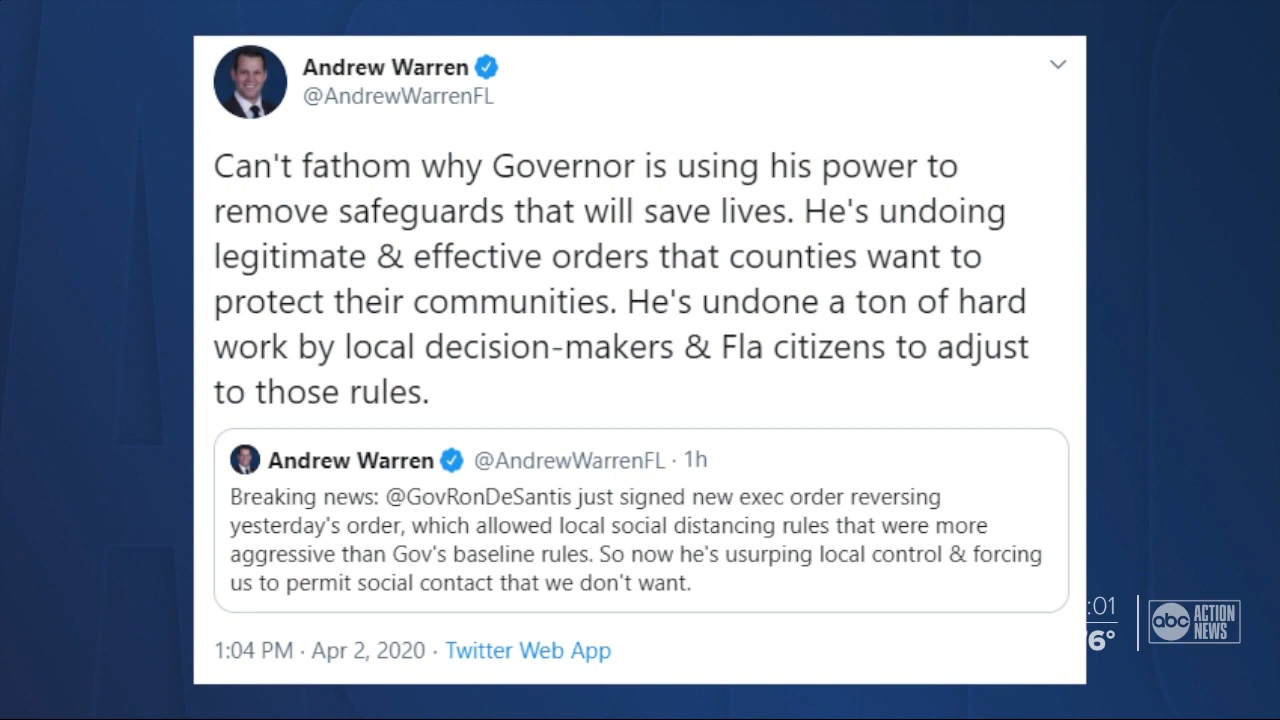 Andrew Warren
@AndrewWarrenFL
Can't fathom why Governor is using his power to
remove safeguards that will save lives. He's undoing
legitimate & effective orders that counties want to
protect their communities. He's undone a ton of hard
work by local decision-makers & Fla citizens to adjust
to those rules.
Andrew Warren @AndrewWarrenFL · 1h
Breaking news: @GovRonDeSantis just signed new exec order reversing
yesterday's order, which allowed local social distancing rules that were more
aggressive than Gov's baseline rules. So now he's usurping local control & forcing
us to permit social contact that we don't want.
1:04 PM · Apr 2, 2020 · Twitter Web App
:01
6°
abc ACTION
NEWS